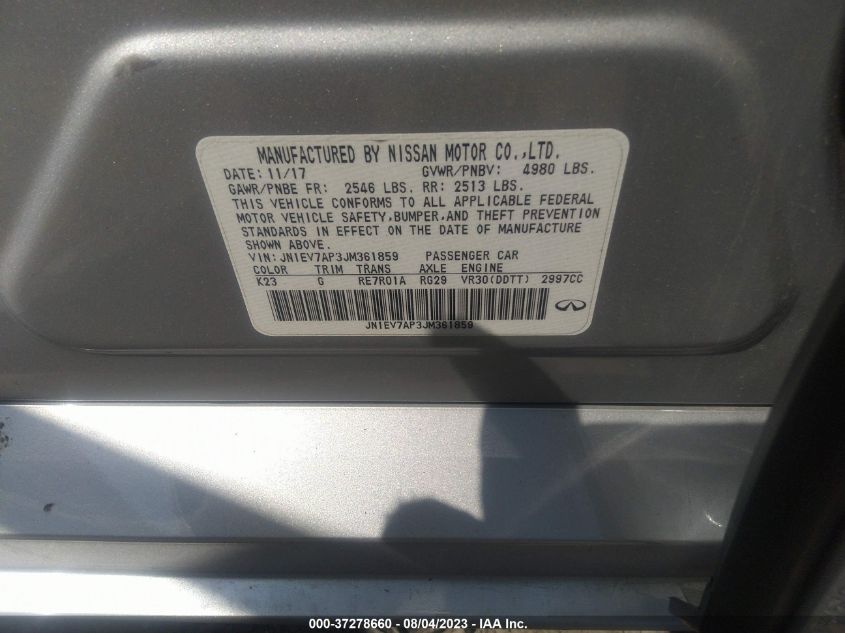 MANUFACTURED BY NISSAN MOTOR CO.,LTD.
DATE: 11/17 GVWR/PNBV: 4980 LBS.
GAWR/PNBE FR: 2546 LBS. RR: 2513 LBS.
THIS VEHICLE CONFORMS TO ALL APPLICABLE FEDERAL
MOTOR VEHICLE SAFETY,BUMPER,AND THEFT PREVENTION
STANDARDS IN EFFECT ON THE DATE OF MANUFACTURE
SHOWN ABOVE.
VIN: JN1EV7AP3JM361859 PASSENGER CAR
COLOR TRIM TRANS AXLE ENGINE
K23 G RE7R01A RG29 VR30(DDTT) 2997CC
JN1EV7AP3JM361859
000-37278660 - 08/04/2023 - IAA Inc.